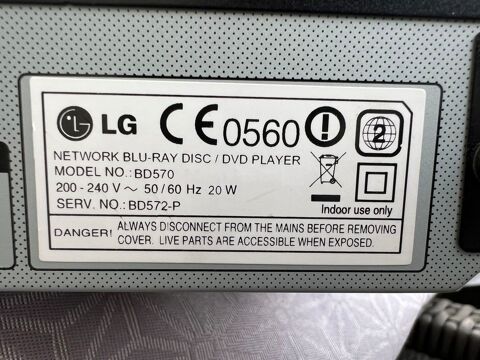 LG CE0560 2
NETWORK BLU-RAY DISC / DVD PLAYER
MODEL NO.: BD570
200 - 240 V ~ 50 / 60 Hz 20 W
SERV. NO.: BD572-P
Indoor use only
DANGER! ALWAYS DISCONNECT FROM THE MAINS BEFORE REMOVING
COVER. LIVE PARTS ARE ACCESSIBLE WHEN EXPOSED.